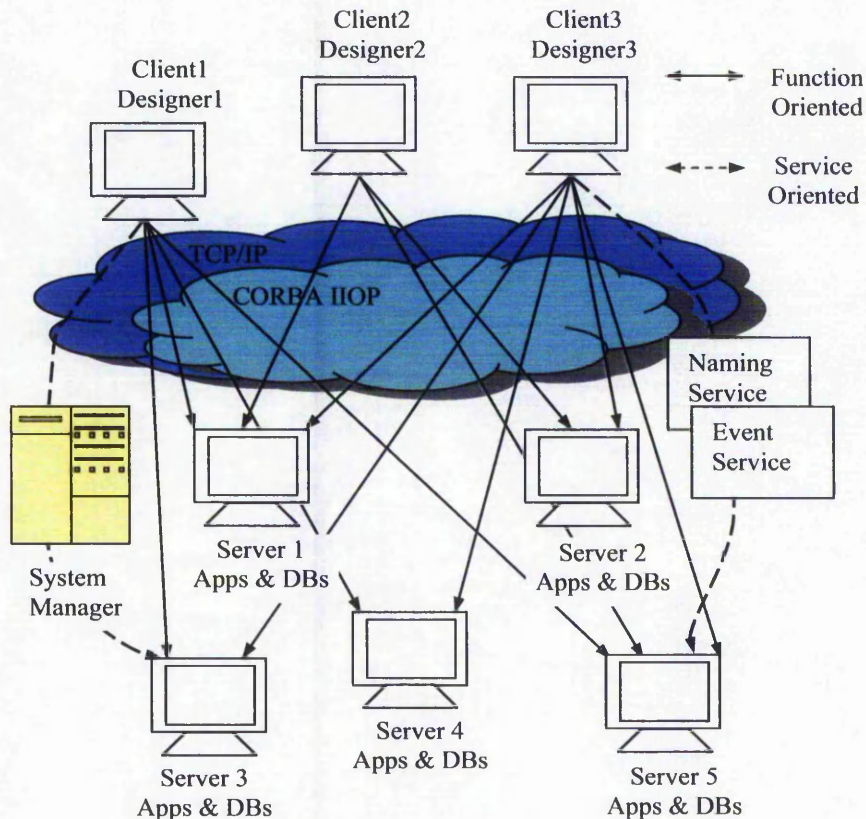 Client2
Designer2
Client3
Designer3
Client1
Designer1
Function
Oriented
Service
Oriented
TCP/IP
CORBA IIOP
Naming
Service
Event
Service
System
Manager
Server 1
Apps & DBs
Server 2
Apps & DBs
Server 4
Apps & DBs
Server 3
Apps & DBs
Server 5
Apps & DBs